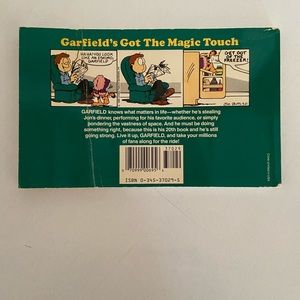 Garfield's Got The Magic Touch
HA HA! YOU LOOK
LIKE AN ESKIMO,
GARFIELD
GET OUT
OF THE
FREEZER!
GARFIELD knows what matters in life—whether he's stealing
Jon's dinner, performing for his favorite audience, or simply
pondering the vastness of space. And he must be doing
something right, because this is his 20th book and he's still
going strong. Live it up, GARFIELD, and take your millions
of fans along for the ride!
37029
ISBN 0-345-37029-5